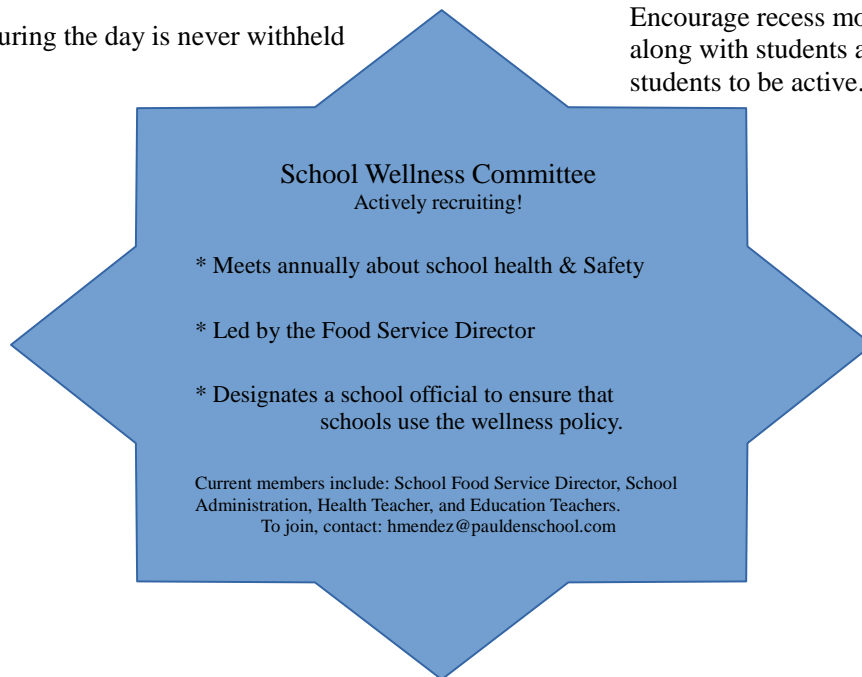 uring the day is never withheld
Encourage recess mo
along with students a
students to be active.
School Wellness Committee
Actively recruiting!
* Meets annually about school health & Safety
* Led by the Food Service Director
* Designates a school official to ensure that
schools use the wellness policy.
Current members include: School Food Service Director, School
Administration, Health Teacher, and Education Teachers.
To join, contact: hmendez@pauldenschool.com